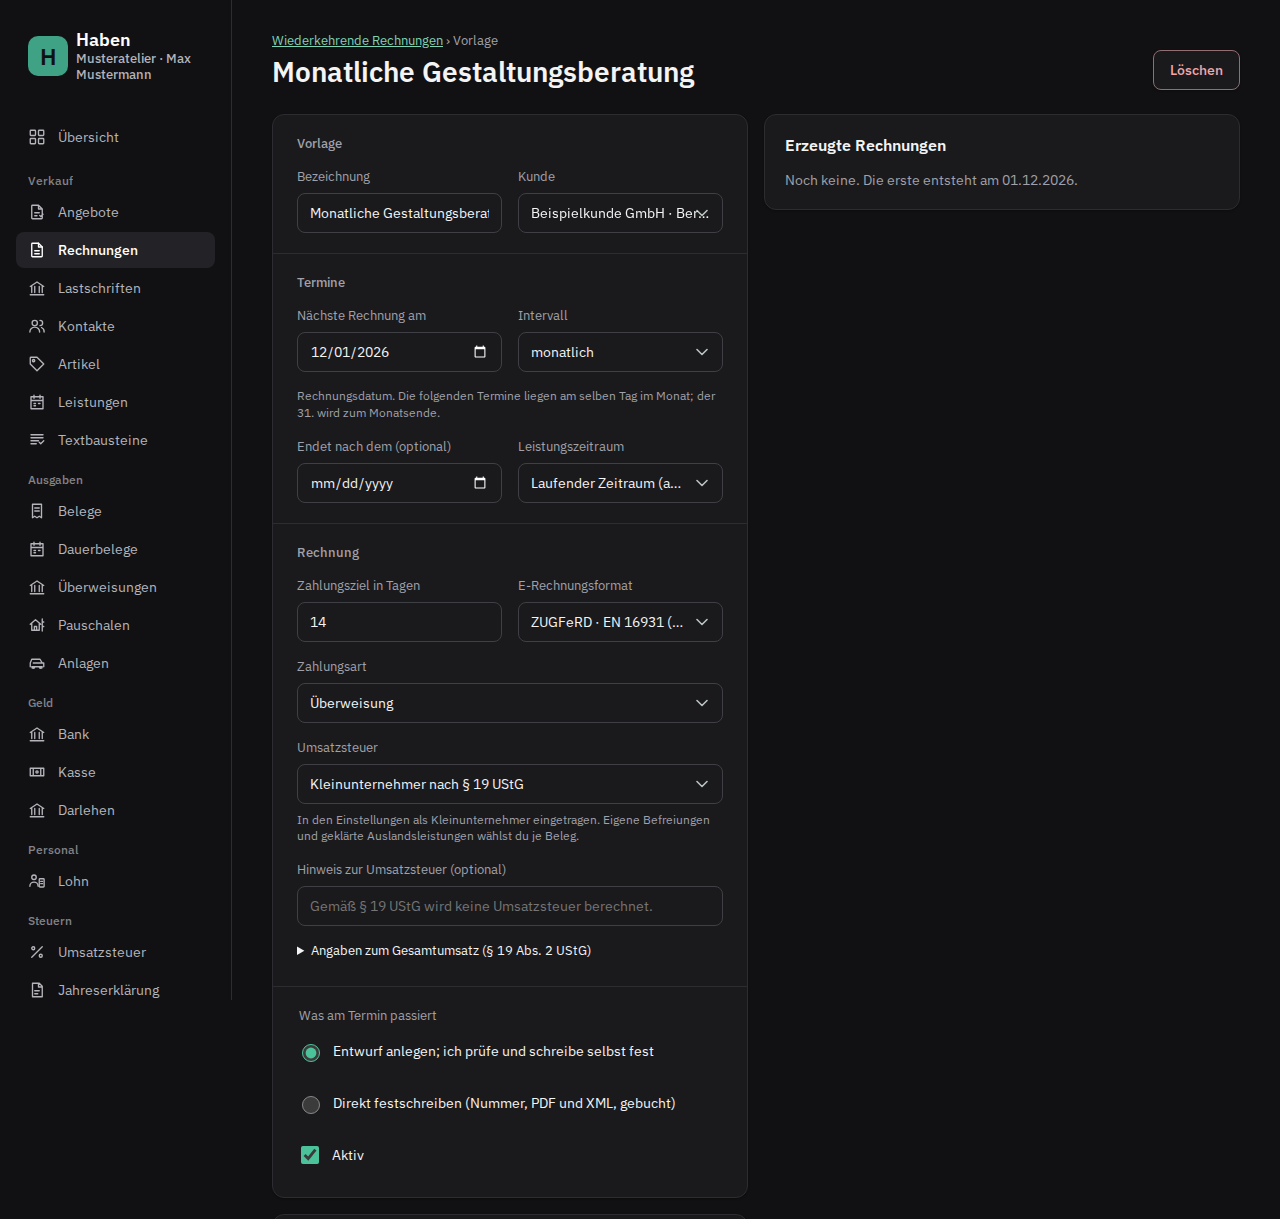 H
Haben
Musteratelier · Max
Mustermann
Übersicht
Verkauf
Angebote
Rechnungen
Lastschriften
Kontakte
Artikel
Leistungen
Textbausteine
Ausgaben
Belege
Dauerbelege
Überweisungen
Pauschalen
Anlagen
Geld
Bank
Kasse
Darlehen
Personal
Lohn
Steuern
Umsatzsteuer
Jahreserklärung
Wiederkehrende Rechnungen › Vorlage
Monatliche Gestaltungsberatung
Löschen
Vorlage
Bezeichnung
Kunde
Monatliche Gestaltungsberat
Beispielkunde GmbH · Ber...
Termine
Nächste Rechnung am
Intervall
12/01/2026
monatlich
Rechnungsdatum. Die folgenden Termine liegen am selben Tag im Monat; der
31. wird zum Monatsende.
Endet nach dem (optional)
Leistungszeitraum
mm/dd/yyyy
Laufender Zeitraum (a...
Rechnung
Zahlungsziel in Tagen
E-Rechnungsformat
14
ZUGFeRD · EN 16931 (...
Zahlungsart
Überweisung
Umsatzsteuer
Kleinunternehmer nach § 19 UStG
In den Einstellungen als Kleinunternehmer eingetragen. Eigene Befreiungen
und geklärte Auslandsleistungen wählst du je Beleg.
Hinweis zur Umsatzsteuer (optional)
Gemäß § 19 UStG wird keine Umsatzsteuer berechnet.
Angaben zum Gesamtumsatz (§ 19 Abs. 2 UStG)
Was am Termin passiert
Entwurf anlegen; ich prüfe und schreibe selbst fest
Direkt festschreiben (Nummer, PDF und XML, gebucht)
Aktiv
Erzeugte Rechnungen
Noch keine. Die erste entsteht am 01.12.2026.